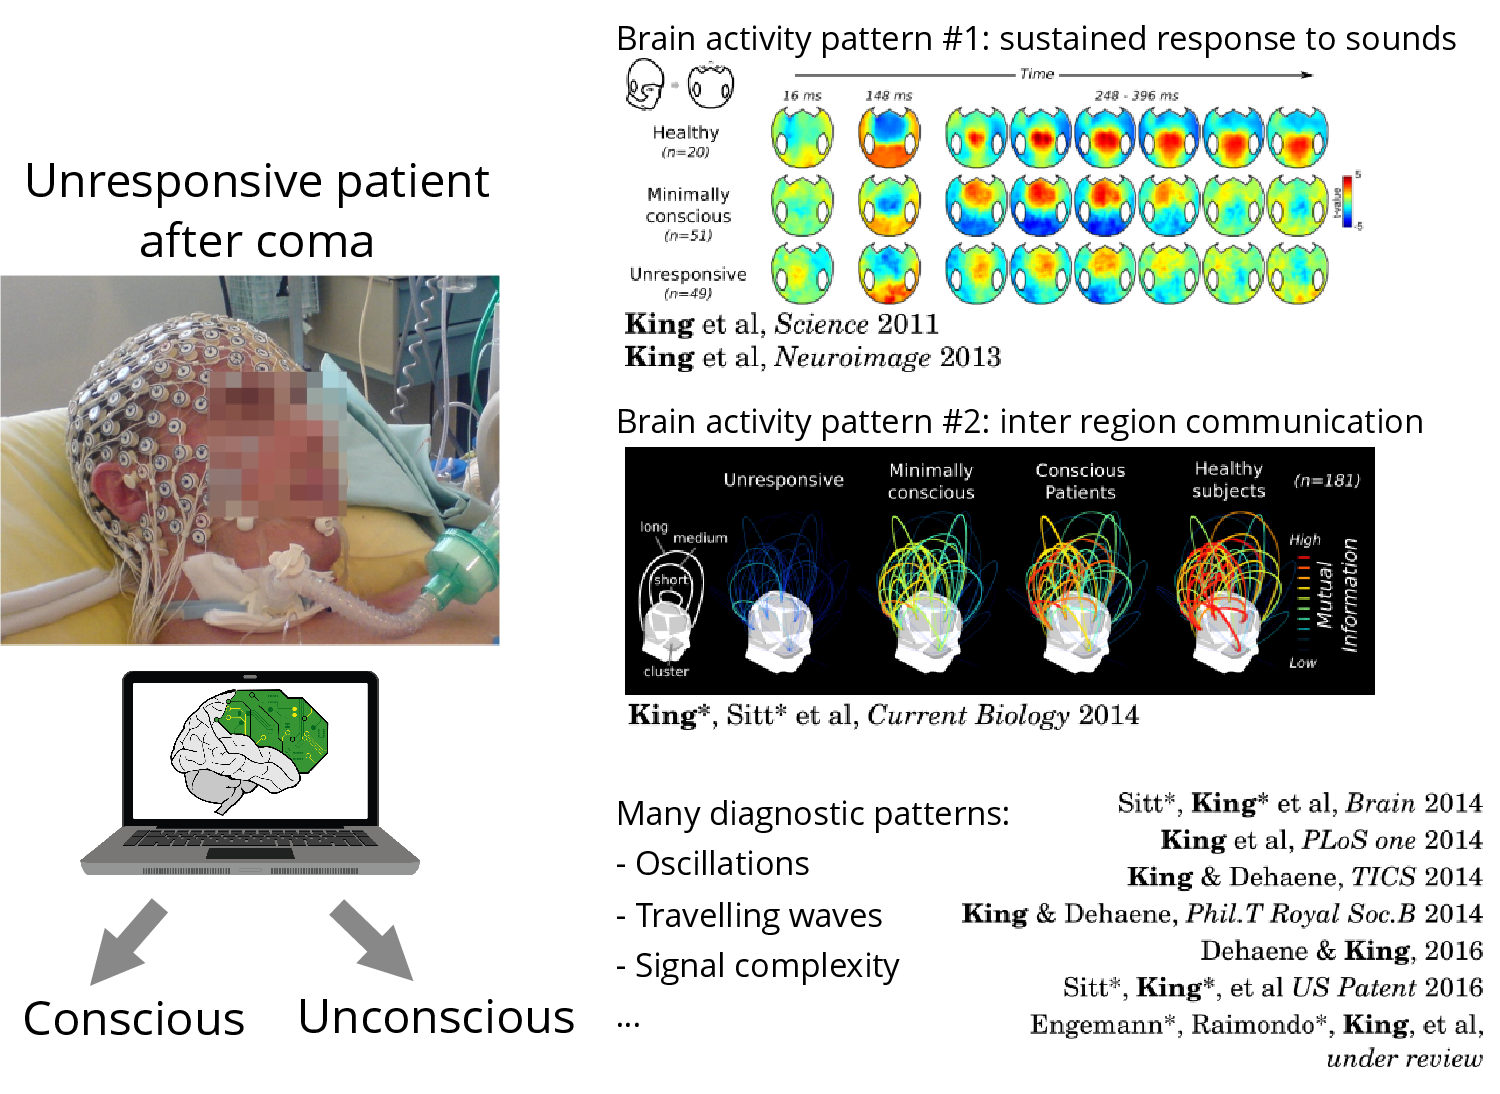 Unresponsive patient
after coma
Conscious
Unconscious
Brain activity pattern #1: sustained response to sounds
Time
16 ms
148 ms
248 - 396 ms
Healthy
(n=20)
Minimally
conscious
(n=51)
Unresponsive
(n=49)
5
t-value
-5
King et al, Science 2011
King et al, Neuroimage 2013
Brain activity pattern #2: inter region communication
Unresponsive
Minimally
conscious
Conscious
Patients
Healthy
subjects
(n=181)
long
medium
short
cluster
High
Mutual
Information
Low
King*, Sitt* et al, Current Biology 2014
Many diagnostic patterns:
- Oscillations
- Travelling waves
- Signal complexity
...
Sitt*, King* et al, Brain 2014
King et al, PLoS one 2014
King & Dehaene, TICS 2014
King & Dehaene, Phil.T Royal Soc.B 2014
Dehaene & King, 2016
Sitt*, King*, et al US Patent 2016
Engemann*, Raimondo*, King, et al,
under review